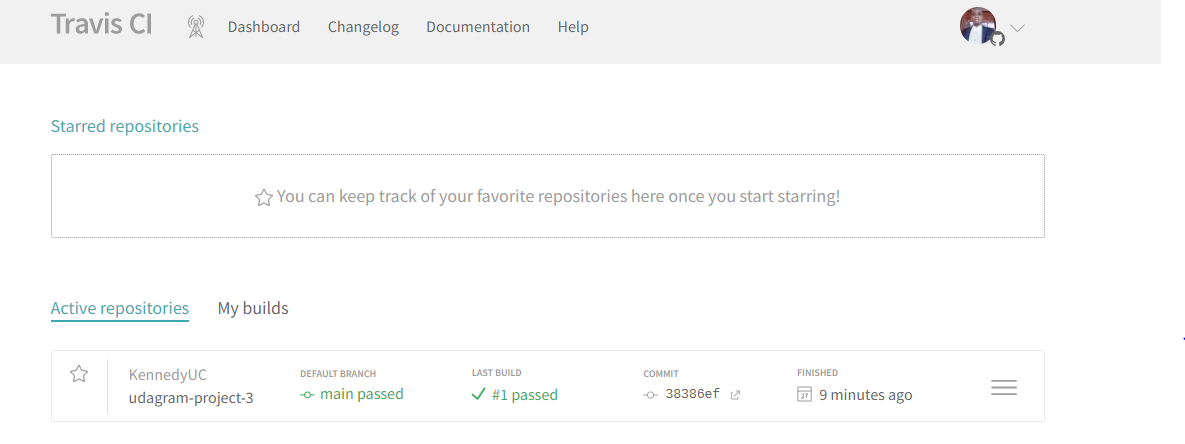 Travis CI Dashboard Changelog Documentation Help
Starred repositories
You can keep track of your favorite repositories here once you start starring!
Active repositories My builds
KennedyUC DEFAULT BRANCH LAST BUILD COMMIT FINISHED
udagram-project-3 main passed #1 passed 38386ef 27 9 minutes ago